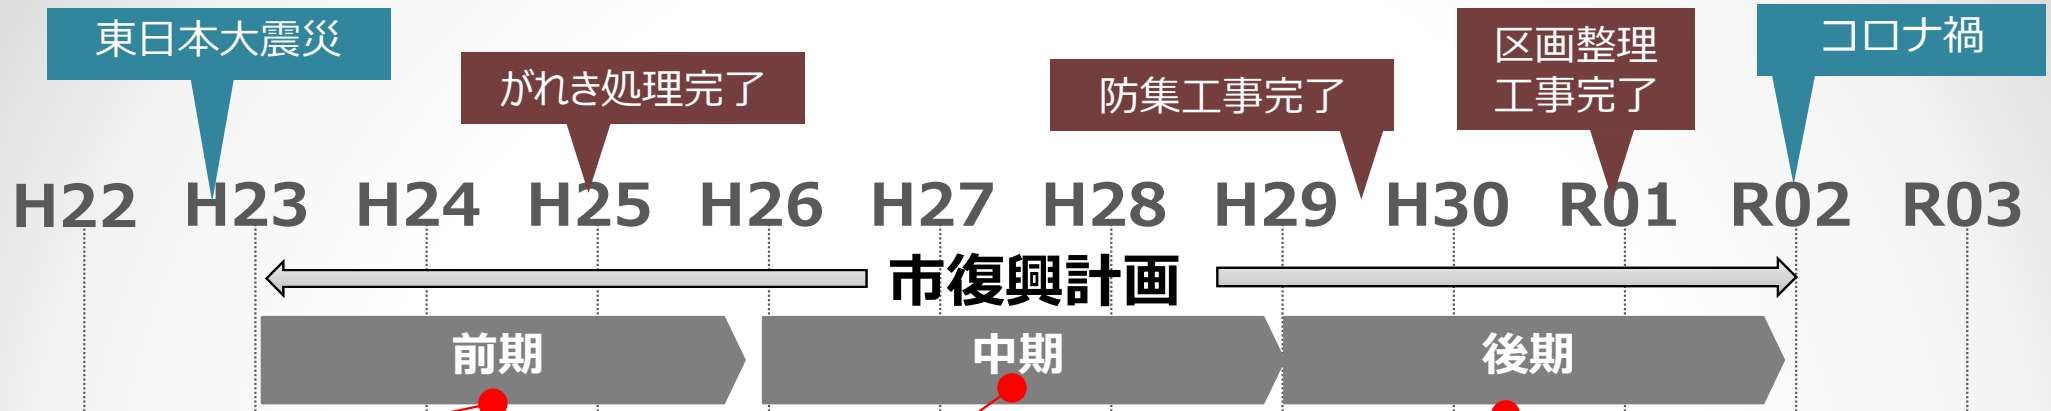 東日本大震災
がれき処理完了
防集工事完了
区画整理
工事完了
コロナ禍
H22 H23 H24 H25 H26 H27 H28 H29 H30 R01 R02 R03
市復興計画
前期 中期 後期